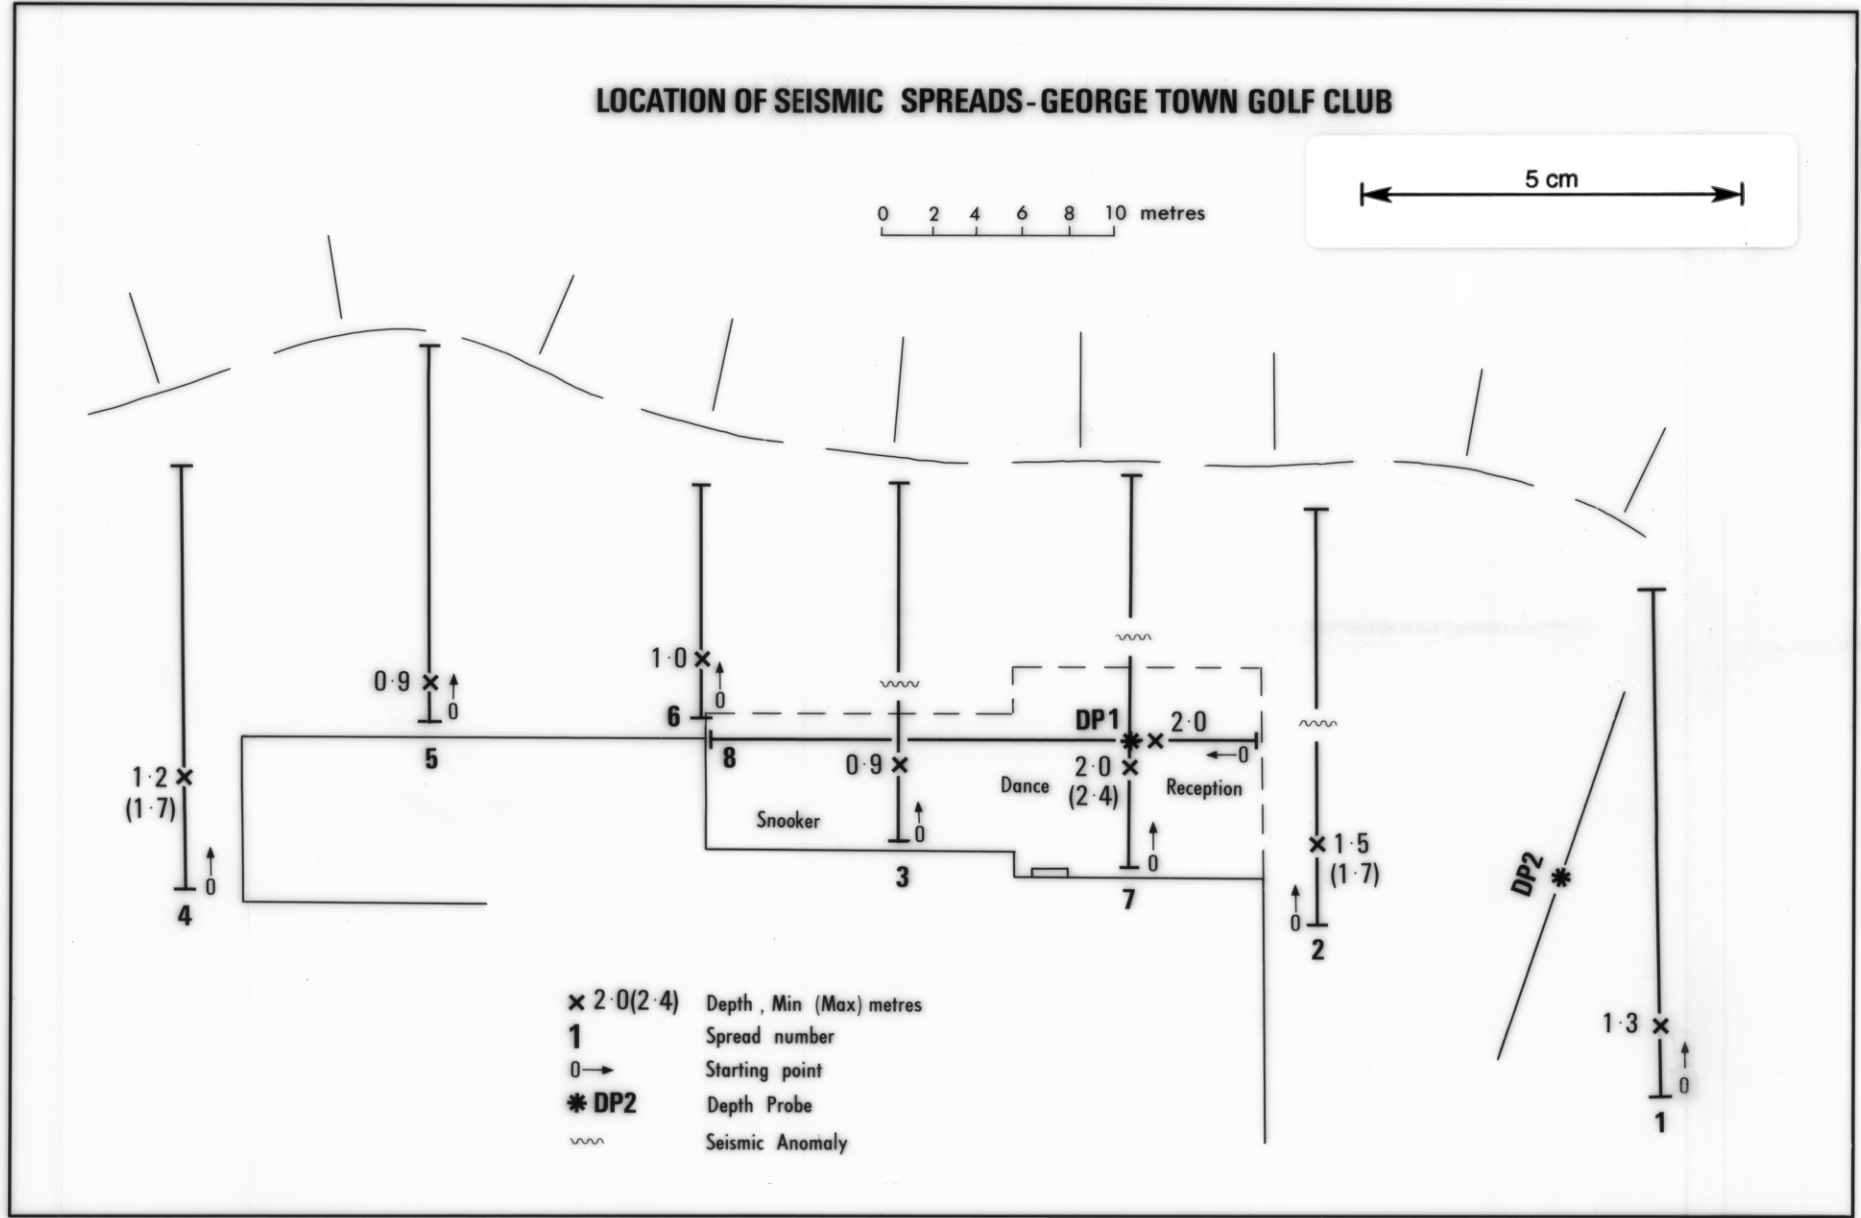 LOCATION OF SEISMIC SPREADS-GEORGE TOWN GOLF CLUB
5 cm
0 2 4 6 8 10 metres
1·0
0·9
0
0
6
DP1
2·0
5
8
0
1·2
(1·7)
0·9
2·0
(2·4)
Dance
Reception
Snooker
0
0
1·5
(1·7)
DP2
0
4
3
7
0
2
2·0(2·4) Depth, Min (Max) metres
1 Spread number
0 Starting point
DP2 Depth Probe
Seismic Anomaly
1·3
0
1